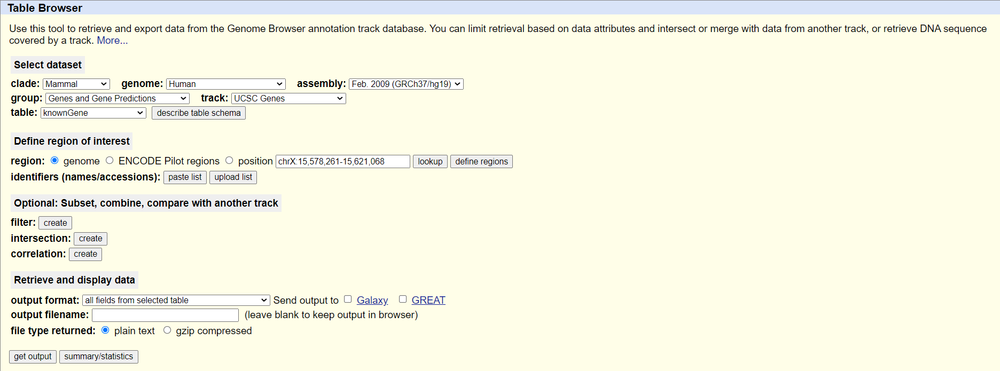 Table Browser
Use this tool to retrieve and export data from the Genome Browser annotation track database. You can limit retrieval based on data attributes and intersect or merge with data from another track, or retrieve DNA sequence
covered by a track. More...
Select dataset
clade: Mammal genome: Human assembly: Feb. 2009 (GRCh37/hg19)
group: Genes and Gene Predictions track: UCSC Genes
table: knownGene describe table schema
Define region of interest
region: genome ENCODE Pilot regions position chrX:15,578,261-15,621,068 lookup define regions
identifiers (names/accessions): paste list upload list
Optional: Subset, combine, compare with another track
filter: create
intersection: create
correlation: create
Retrieve and display data
output format: all fields from selected table Send output to Galaxy GREAT
output filename: (leave blank to keep output in browser)
file type returned: plain text gzip compressed
get output summary/statistics